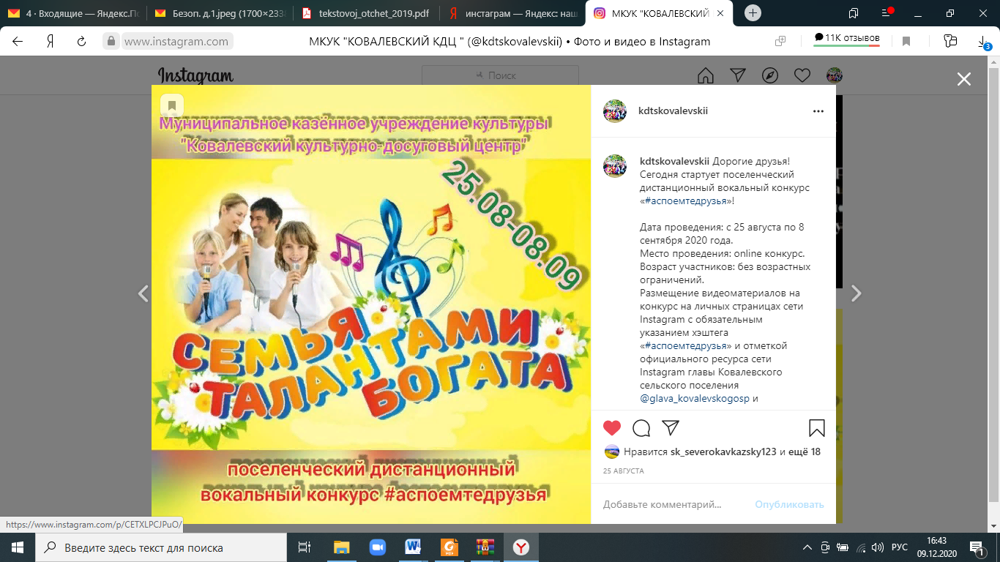 4 · Входящие — Яндекс.По
Безоп. д.1.jpeg (1700×233
tekstovoj_otchet_2019.pdf
инстаграм — Яндекс: наш
МКУК "КОВАЛЕВСКИЙ
www.instagram.com
МКУК "КОВАЛЕВСКИЙ КДЦ " (@kdtskovalevskii) • Фото и видео в Instagram
11K отзывов
3
Instagram
Поиск
Муниципальное казённое учреждение культуры
"Ковалевский культурно-досуговый центр"
25.08-08.09
СЕМЬЯ
ТАЛАНТАМИ
БОГАТА
поселенческий дистанционный
вокальный конкурс #аспоемтедрузья
kdtskovalevskii
kdtskovalevskii Дорогие друзья!
Сегодня стартует поселенческий
дистанционный вокальный конкурс
«#аспоемтедрузья»!
Дата проведения: с 25 августа по 8
сентября 2020 года.
Место проведения: online конкурс.
Возраст участников: без возрастных
ограничений.
Размещение видеоматериалов на
конкурс на личных страницах сети
Instagram с обязательным
указанием хэштега
«#аспоемтедрузья» и отметкой
официального ресурса сети
Instagram главы Ковалевского
сельского поселения
@glava_kovalevskogosp и
Нравится sk_severokavkazsky123 и ещё 18
25 АВГУСТА
Добавьте комментарий...
Опубликовать
https://www.instagram.com/p/CETXLPCJPuO/
Введите здесь текст для поиска
РУС
16:43
09.12.2020
1